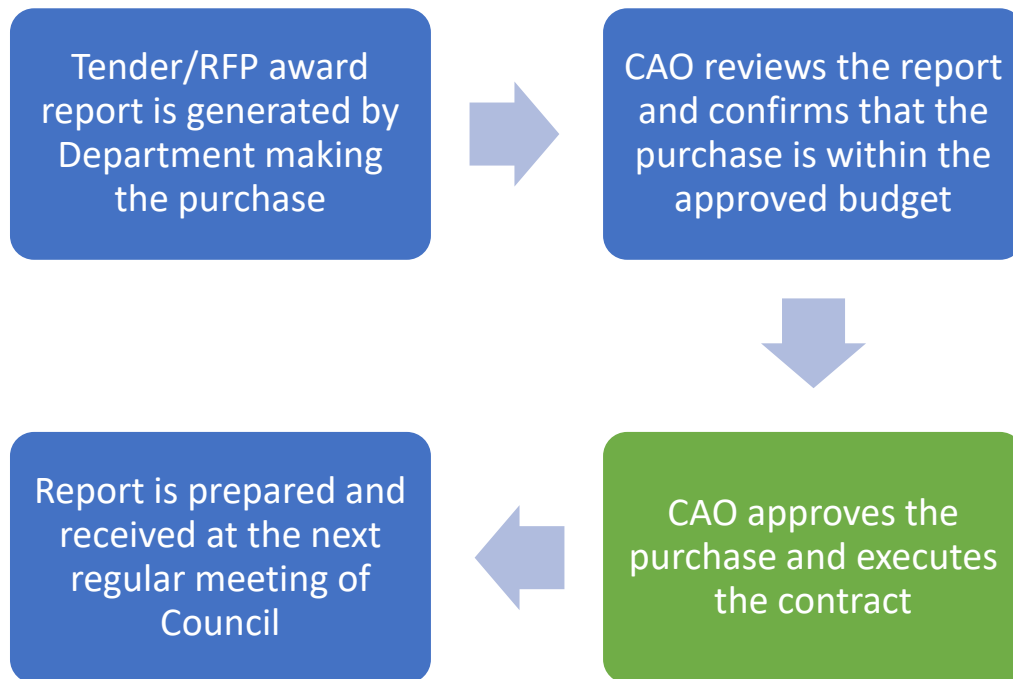 Tender/RFP award
report is generated by
Department making
the purchase
CAO reviews the report
and confirms that the
purchase is within the
approved budget
CAO approves the
purchase and executes
the contract
Report is prepared and
received at the next
regular meeting of
Council